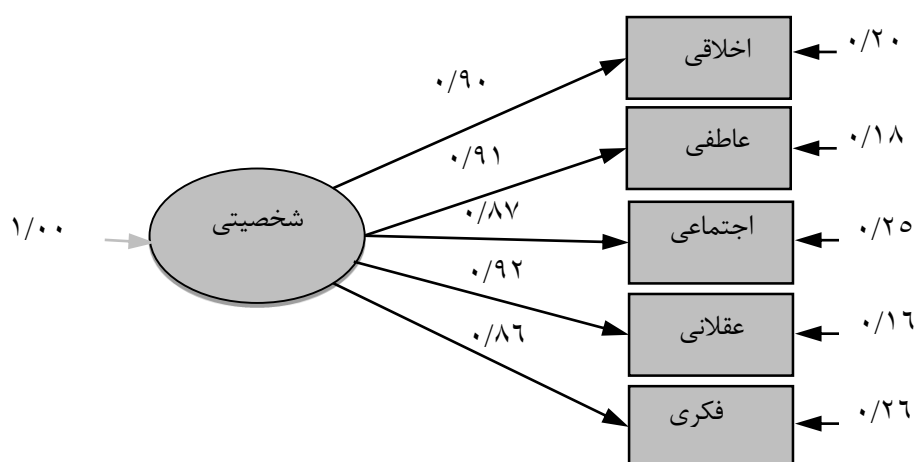 اخلاقی
۰/۲۰
۰/۹۰
عاطفی
۰/۱۸
۰/۹۱
شخصیتی
۱/۰۰
اجتماعی
۰/۲۵
۰/۸۷
عقلانی
۰/۱۶
۰/۹۲
فکری
۰/۲۶
۰/۸۶